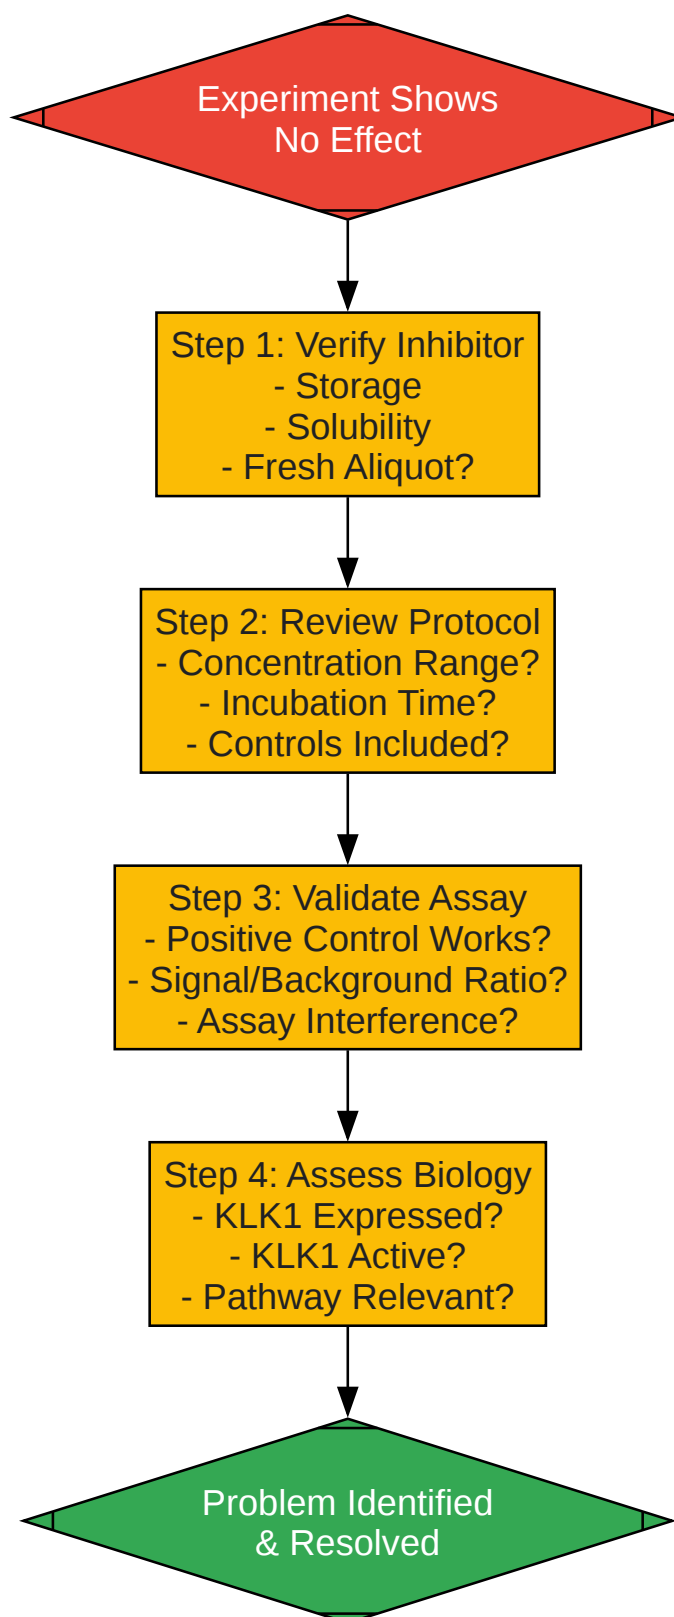 Experiment Shows
No Effect
Step 1: Verify Inhibitor
- Storage
- Solubility
- Fresh Aliquot?
Step 2: Review Protocol
- Concentration Range?
- Incubation Time?
- Controls Included?
Step 3: Validate Assay
- Positive Control Works?
- Signal/Background Ratio?
- Assay Interference?
Step 4: Assess Biology
- KLK1 Expressed?
- KLK1 Active?
- Pathway Relevant?
Problem Identified
& Resolved